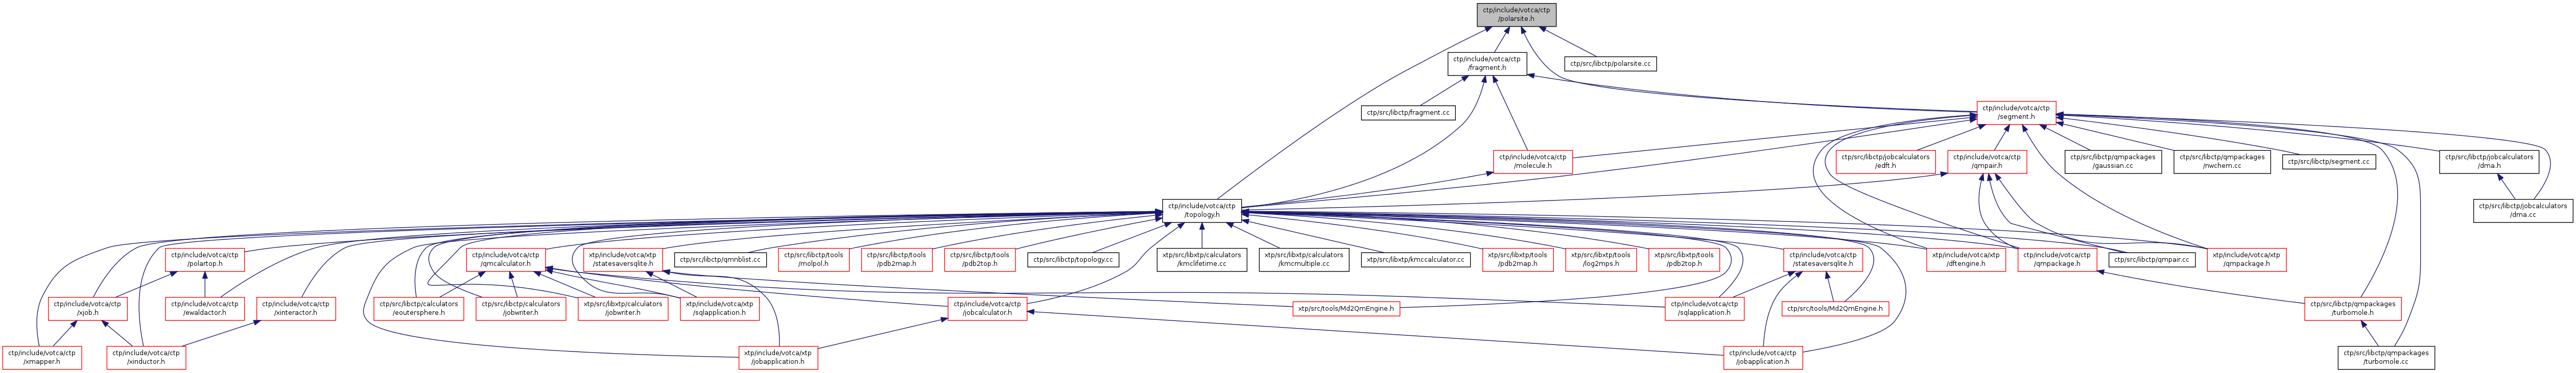 ctp/include/votca/ctp
/polarsite.h
ctp/include/votca/ctp
/fragment.h
ctp/src/libctp/polarsite.cc
ctp/src/libctp/fragment.cc
ctp/include/votca/ctp
/segment.h
ctp/include/votca/ctp
/molecule.h
ctp/src/libctp/jobcalculators
/edft.h
ctp/include/votca/ctp
/qmpair.h
ctp/src/libctp/qmpackages
/gaussian.cc
ctp/src/libctp/qmpackages
/nwchem.cc
ctp/src/libctp/segment.cc
ctp/src/libctp/jobcalculators
/dma.h
ctp/include/votca/ctp
/topology.h
ctp/src/libctp/jobcalculators
/dma.cc
ctp/include/votca/ctp
/polartop.h
ctp/include/votca/ctp
/qmcalculator.h
xtp/include/votca/xtp
/statesaversqlite.h
ctp/src/libctp/qmnblist.cc
ctp/src/libctp/tools
/molpol.h
ctp/src/libctp/tools
/pdb2map.h
ctp/src/libctp/tools
/pdb2top.h
ctp/src/libctp/topology.cc
xtp/src/libxtp/calculators
/kmclifetime.cc
xtp/src/libxtp/calculators
/kmcmultiple.cc
xtp/src/libxtp/kmccalculator.cc
xtp/src/libxtp/tools
/pdb2map.h
xtp/src/libxtp/tools
/log2mps.h
xtp/src/libxtp/tools
/pdb2top.h
ctp/include/votca/ctp
/statesaversqlite.h
xtp/include/votca/xtp
/dftengine.h
ctp/include/votca/ctp
/qmpackage.h
ctp/src/libctp/qmpair.cc
xtp/include/votca/xtp
/qmpackage.h
ctp/include/votca/ctp
/xjob.h
ctp/include/votca/ctp
/ewaldactor.h
ctp/include/votca/ctp
/xinteractor.h
ctp/src/libctp/calculators
/eoutersphere.h
ctp/src/libctp/calculators
/jobwriter.h
xtp/src/libxtp/calculators
/jobwriter.h
xtp/include/votca/xtp
/sqlapplication.h
ctp/include/votca/ctp
/jobcalculator.h
xtp/src/tools/Md2QmEngine.h
ctp/include/votca/ctp
/sqlapplication.h
ctp/src/tools/Md2QmEngine.h
ctp/src/libctp/qmpackages
/turbomole.h
ctp/include/votca/ctp
/xmapper.h
ctp/include/votca/ctp
/xinductor.h
xtp/include/votca/xtp
/jobapplication.h
ctp/include/votca/ctp
/jobapplication.h
ctp/src/libctp/qmpackages
/turbomole.cc